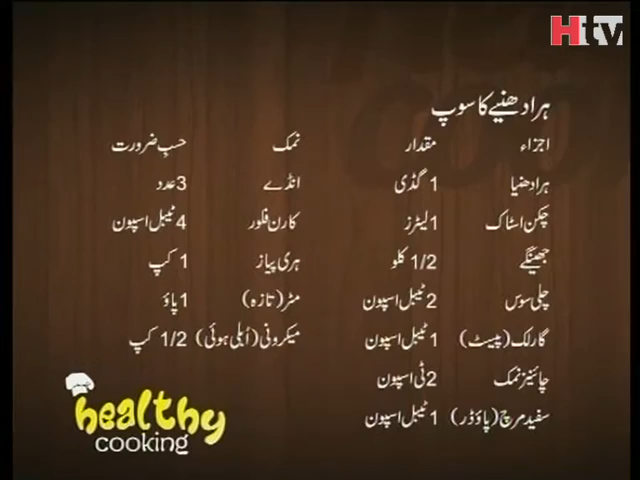 Htv
ہرا دھنیے کا سوپ
اجزاء مقدار
ہرا دھنیا 1 گڈی
چکن اسٹاک 1 لیٹرز
جھینگے 1/2 کلو
چلی سوس 2 ٹیبل اسپون
گارلک (پیسٹ) 1 ٹیبل اسپون
چائنیز نمک 2 ٹی اسپون
سفید مرچ (پاؤڈر) 1 ٹیبل اسپون
نمک حسبِ ضرورت
انڈے 3 عدد
کارن فلور 4 ٹیبل اسپون
ہری پیاز 1 کپ
مٹر (تازہ) 1 پاؤ
میکرونی (اُبلی ہوئی) 1/2 کپ
healthy
cooking